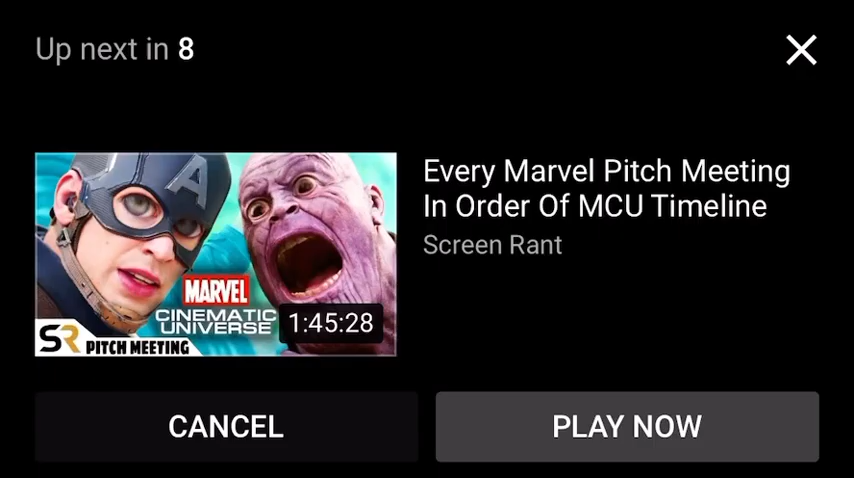 Up next in 8
Every Marvel Pitch Meeting
In Order Of MCU Timeline
Screen Rant
A
MARVEL
CINEMATIC
UNIVERSE
1:45:28
SR PITCH MEETING
CANCEL
PLAY NOW